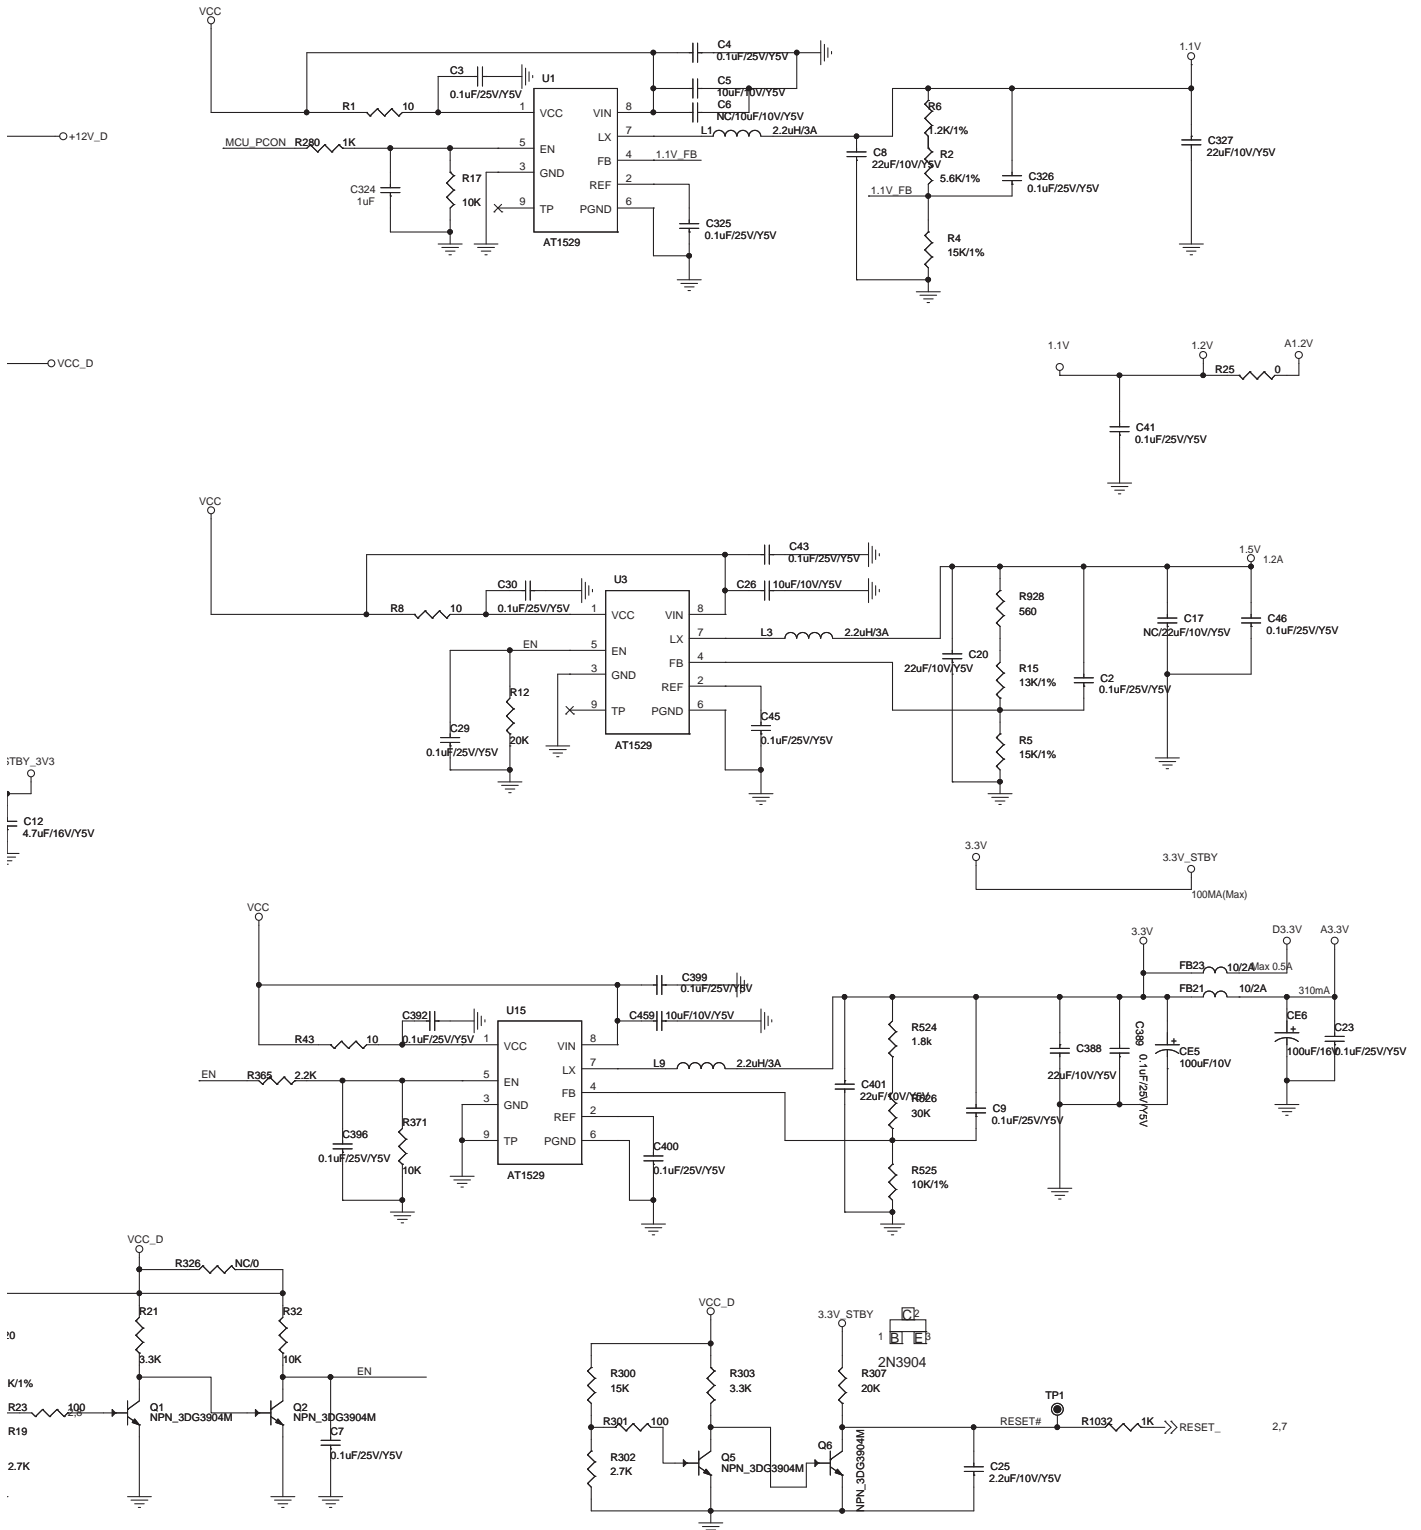 VCC
C4
0.1uF/25V/Y5V
1.1V
C3
0.1uF/25V/Y5V
U1
C5
10uF/10V/Y5V
C6
NC/10uF/10V/Y5V
R1 10
1 VCC VIN 8
R6
1.2K/1%
+12V_D
LX 7
L1 2.2uH/3A
C327
22uF/10V/Y5V
MCU_PCON R280 1K
5 EN
FB 4 1.1V_FB
C8
22uF/10V/Y5V
R2
5.6K/1%
3 GND
REF 2
R17
10K
C324
1uF
C326
0.1uF/25V/Y5V
1.1V_FB
9 TP PGND 6
C325
0.1uF/25V/Y5V
AT1529
R4
15K/1%
1.1V 1.2V A1.2V
VCC_D
R25 0
C41
0.1uF/25V/Y5V
VCC
C43
0.1uF/25V/Y5V
1.5V
1.2A
U3
C30
0.1uF/25V/Y5V
C26 10uF/10V/Y5V
R8 10
1 VCC VIN 8
R928
560
C17
NC/22uF/10V/Y5V
C46
0.1uF/25V/Y5V
LX 7
L3 2.2uH/3A
EN 5 EN
FB 4
C20
22uF/10V/Y5V
3 GND
REF 2
R15
13K/1%
C2
0.1uF/25V/Y5V
R12
20K
9 TP PGND 6
C45
0.1uF/25V/Y5V
C29
0.1uF/25V/Y5V
AT1529
R5
15K/1%
STBY_3V3
C12
4.7uF/16V/Y5V
3.3V
3.3V_STBY
100MA(Max)
VCC
3.3V D3.3V A3.3V
FB23 10/2A Max 0.5A
C399
0.1uF/25V/Y5V
FB21 10/2A 310mA
C392
0.1uF/25V/Y5V
U15
C459 10uF/10V/Y5V
CE6
100uF/16V
C23
0.1uF/25V/Y5V
R43 10
1 VCC VIN 8
R524
1.8k
C388
22uF/10V/Y5V
C389 0.1uF/25V/Y5V
CE5
100uF/10V
LX 7
L9 2.2uH/3A
EN R365 2.2K
5 EN
FB 4
C401
22uF/10V/Y5V
30K
3 GND
REF 2
C9
0.1uF/25V/Y5V
R371
10K
C396
0.1uF/25V/Y5V
9 TP PGND 6
C400
0.1uF/25V/Y5V
AT1529
R525
10K/1%
VCC_D
R326 NC/0
R21
3.3K
R32
10K
20
EN
K/1%
R23 100
2,8
Q1
NPN_3DG3904M
Q2
NPN_3DG3904M
R19
C7
0.1uF/25V/Y5V
2.7K
VCC_D
3.3V_STBY
C 2
1 B E 3
2N3904
R300
15K
R303
3.3K
R307
20K
TP1
R301 100
RESET# R1032 1K RESET_ 2,7
R302
2.7K
Q5
NPN_3DG3904M
Q6
NPN_3DG3904M
C25
2.2uF/10V/Y5V